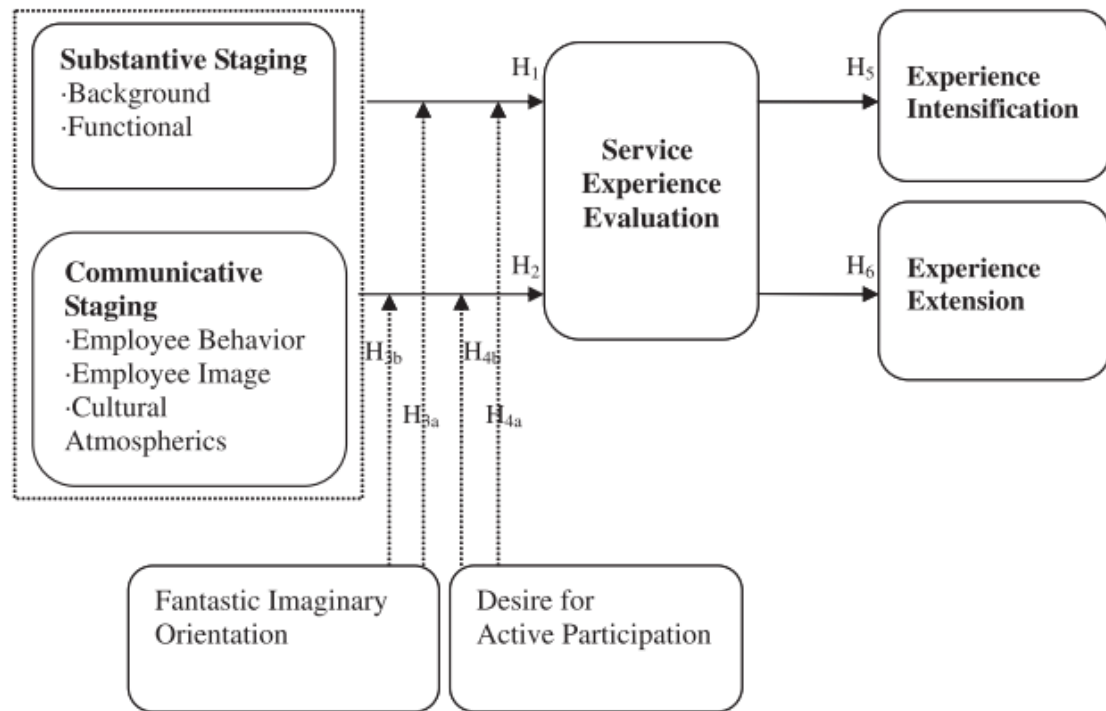 Substantive Staging
·Background
·Functional
Communicative
Staging
·Employee Behavior
·Employee Image
·Cultural
Atmospherics
H1
H2
H3b
H4b
H3a
H4a
Service
Experience
Evaluation
H5
H6
Experience
Intensification
Experience
Extension
Fantastic Imaginary
Orientation
Desire for
Active Participation